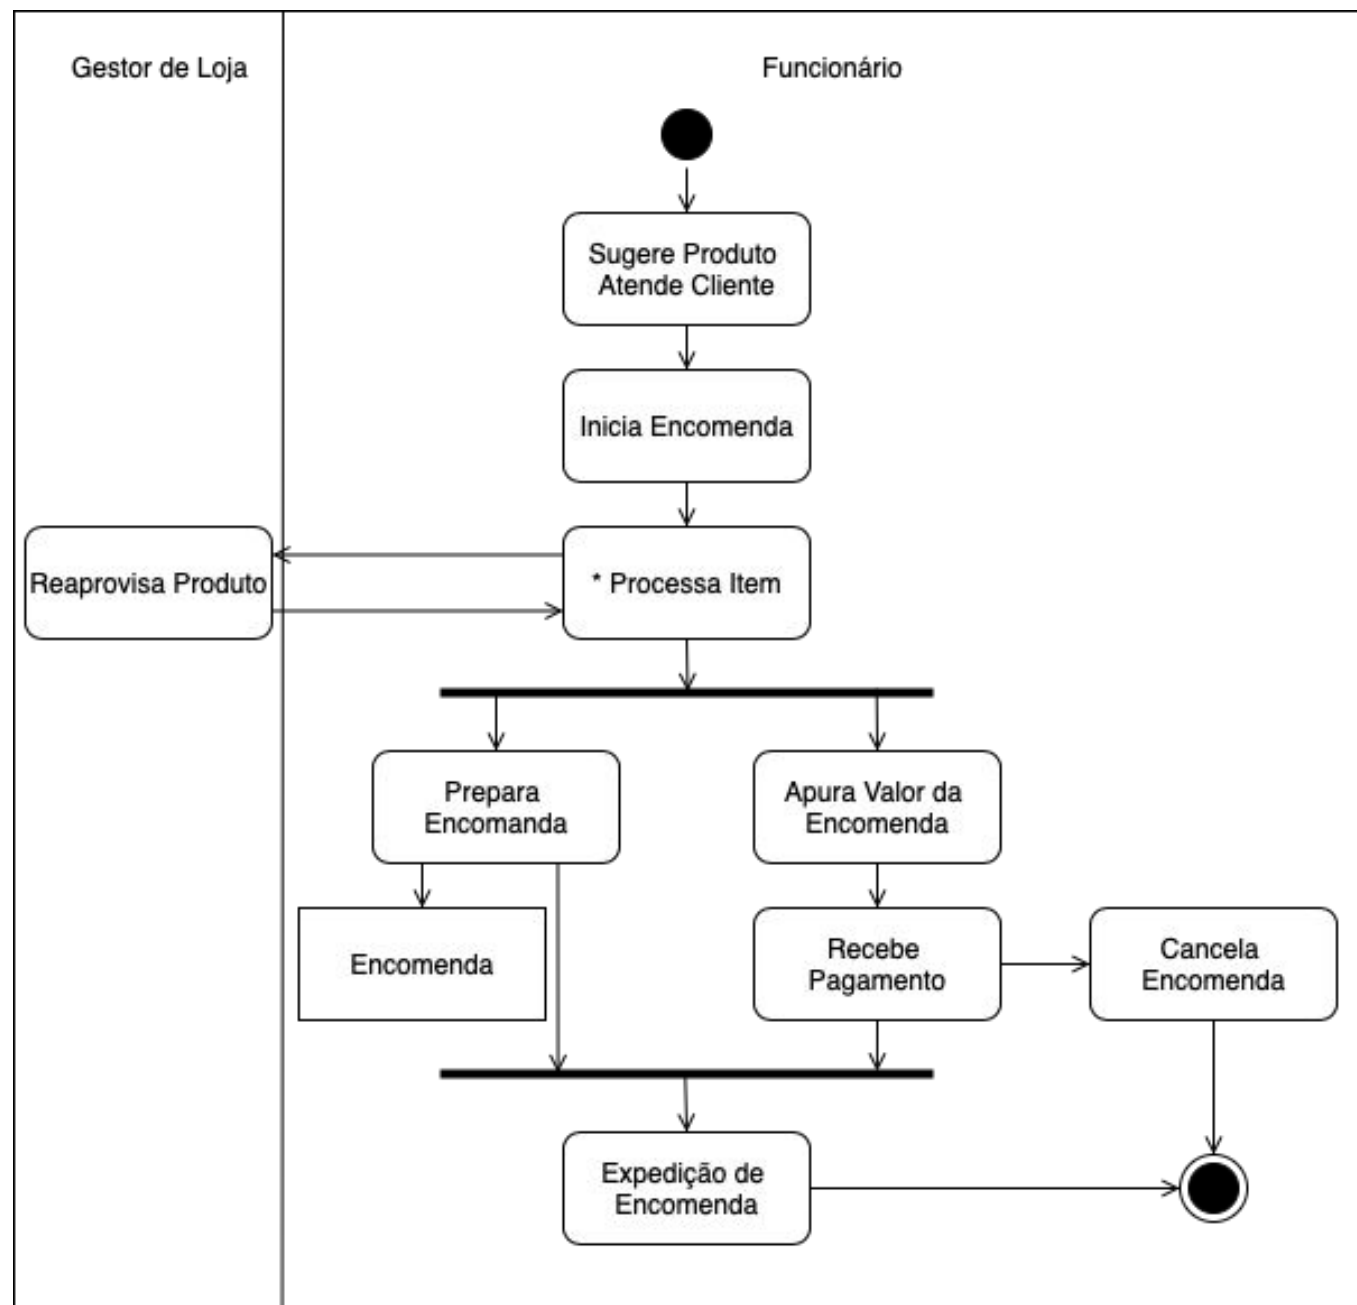 Gestor de Loja
Funcionário
Sugere Produto
Atende Cliente
Inicia Encomenda
Reaprovisa Produto
* Processa Item
Prepara
Encomanda
Apura Valor da
Encomenda
Encomenda
Recebe
Pagamento
Cancela
Encomenda
Expedição de
Encomenda